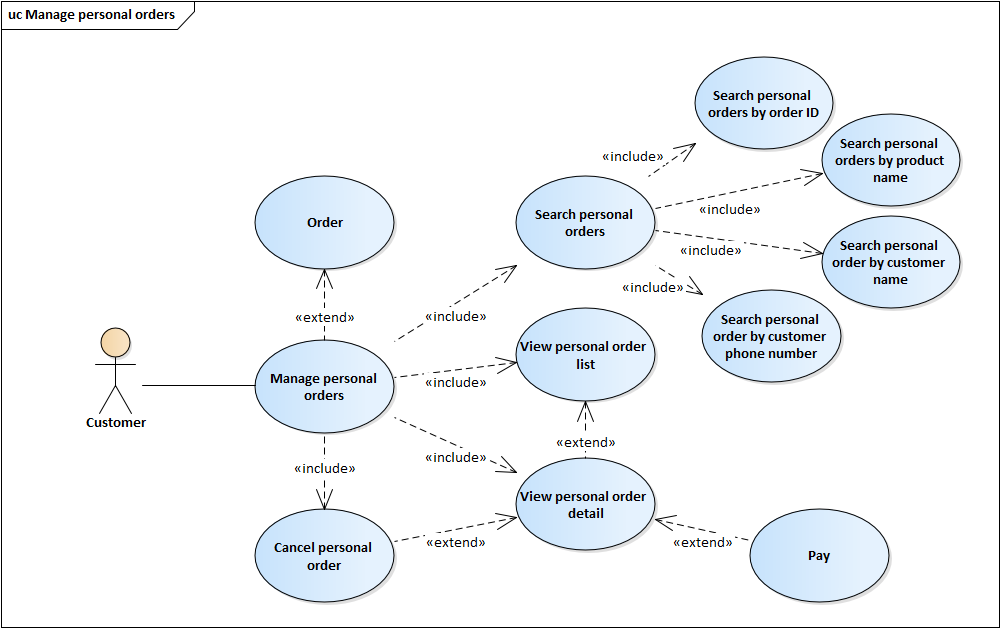 uc Manage personal orders
Search personal
orders by order ID
«include»
Search personal
orders by product
name
Order
Search personal
orders
«include»
«include»
Search personal
order by customer
name
«include»
«extend»
«include»
Search personal
order by customer
phone number
View personal order
list
Manage personal
orders
«include»
Customer
«extend»
«include»
«include»
View personal order
detail
Cancel personal
order
«extend»
«extend»
Pay